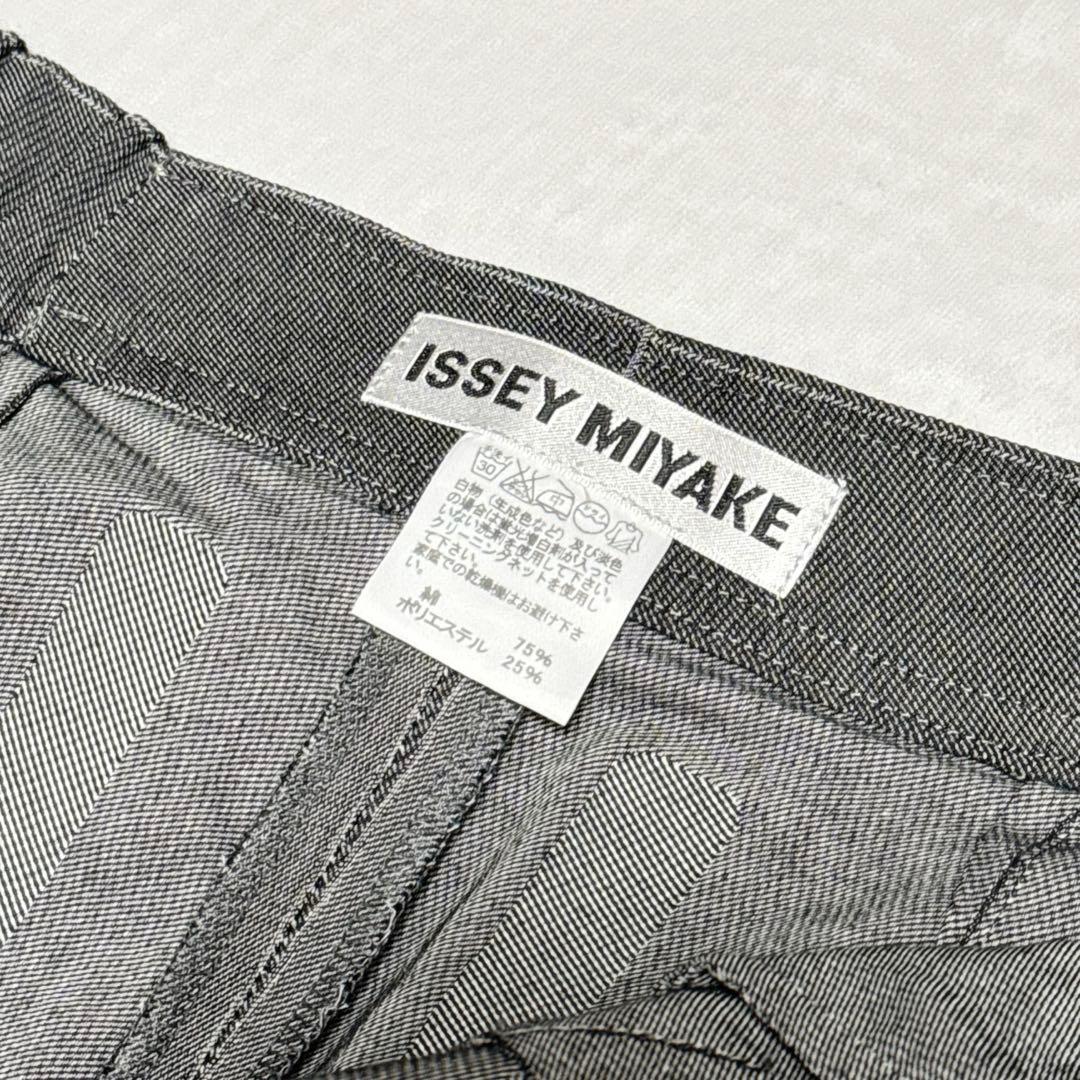 ISSEY MIYAKE
30 中
白物（生成色など）及び淡色
の場合は蛍光増白剤が入って
いない洗剤を使用して下さい。
クリーニングネットを使用し
て下さい。
家庭での乾燥機はお避け下さ
い。
綿 75%
ポリエステル 25%